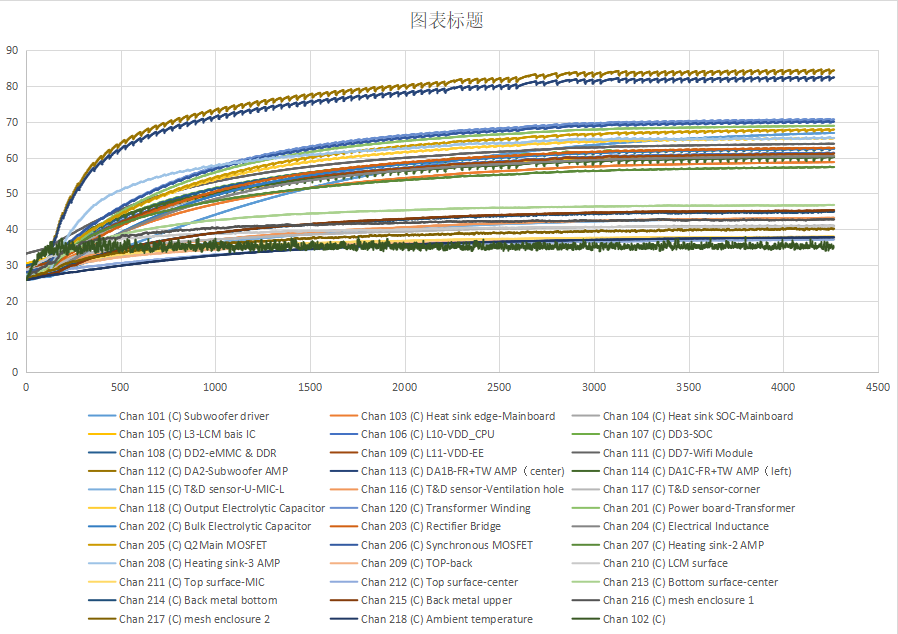 图表标题
90
80
70
60
50
40
30
20
10
0
0 500 1000 1500 2000 2500 3000 3500 4000 4500
Chan 101 (C) Subwoofer driver Chan 103 (C) Heat sink edge-Mainboard Chan 104 (C) Heat sink SOC-Mainboard
Chan 105 (C) L3-LCM bais IC Chan 106 (C) L10-VDD_CPU Chan 107 (C) DD3-SOC
Chan 108 (C) DD2-eMMC & DDR Chan 109 (C) L11-VDD-EE Chan 111 (C) DD7-Wifi Module
Chan 112 (C) DA2-Subwoofer AMP Chan 113 (C) DA1B-FR+TW AMP（center) Chan 114 (C) DA1C-FR+TW AMP（left)
Chan 115 (C) T&D sensor-U-MIC-L Chan 116 (C) T&D sensor-Ventilation hole Chan 117 (C) T&D sensor-corner
Chan 118 (C) Output Electrolytic Capacitor Chan 120 (C) Transformer Winding Chan 201 (C) Power board-Transformer
Chan 202 (C) Bulk Electrolytic Capacitor Chan 203 (C) Rectifier Bridge Chan 204 (C) Electrical Inductance
Chan 205 (C) Q2Main MOSFET Chan 206 (C) Synchronous MOSFET Chan 207 (C) Heating sink-2 AMP
Chan 208 (C) Heating sink-3 AMP Chan 209 (C) TOP-back Chan 210 (C) LCM surface
Chan 211 (C) Top surface-MIC Chan 212 (C) Top surface-center Chan 213 (C) Bottom surface-center
Chan 214 (C) Back metal bottom Chan 215 (C) Back metal upper Chan 216 (C) mesh enclosure 1
Chan 217 (C) mesh enclosure 2 Chan 218 (C) Ambient temperature Chan 102 (C)